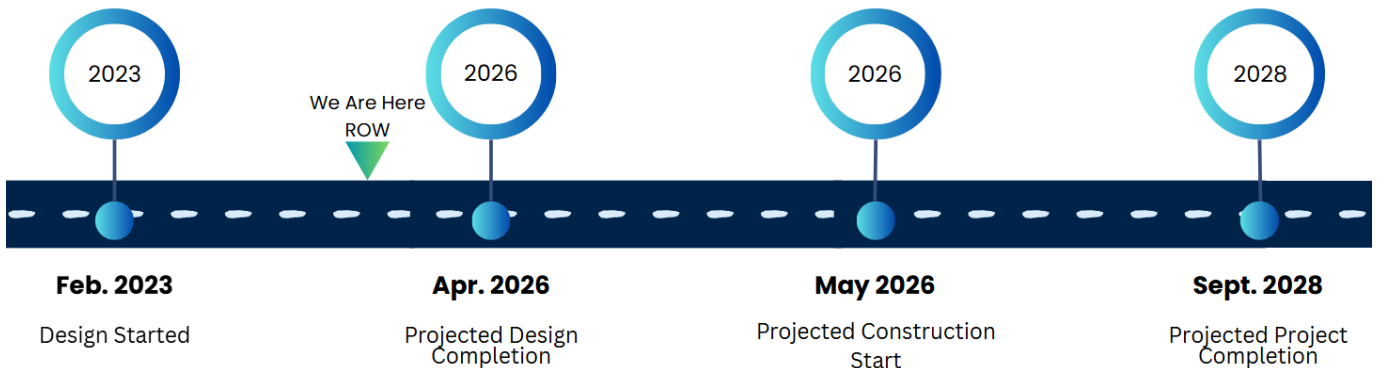 2023
2026
2026
2028
We Are Here
ROW
Feb. 2023
Apr. 2026
May 2026
Sept. 2028
Design Started
Projected Design
Completion
Projected Construction
Start
Projected Project
Completion